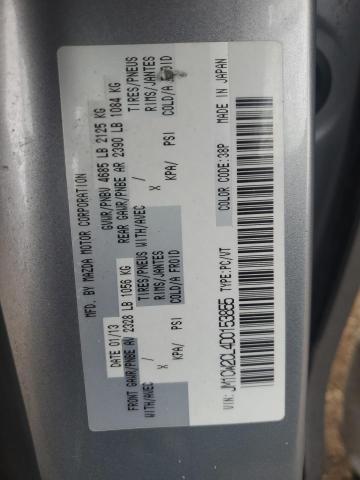 MFD. BY MAZDA MOTOR CORPORATION
DATE 01/13
GVWR/PNBV 4685 LB 2125 KG
FRONT GAWR/PNBE AV 2328 LB 1056 KG
REAR GAWR/PNBE AR 2390 LB 1084 KG
WITH/AVEC TIRES/PNEUS WITH/AVEC TIRES/PNEUS
X RIMS/JANTES X RIMS/JANTES
KPA/ PSI COLD/A FROID KPA/ PSI COLD/A FROID
VIN: JM1CW2CL4D0153855 TYPE:PC/VT
COLOR CODE:38P
MADE IN JAPAN